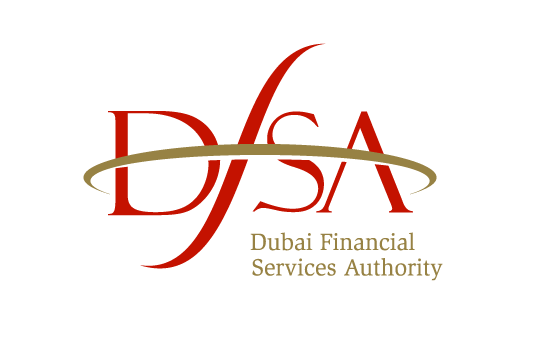 DfSA
Dubai Financial
Services Authority